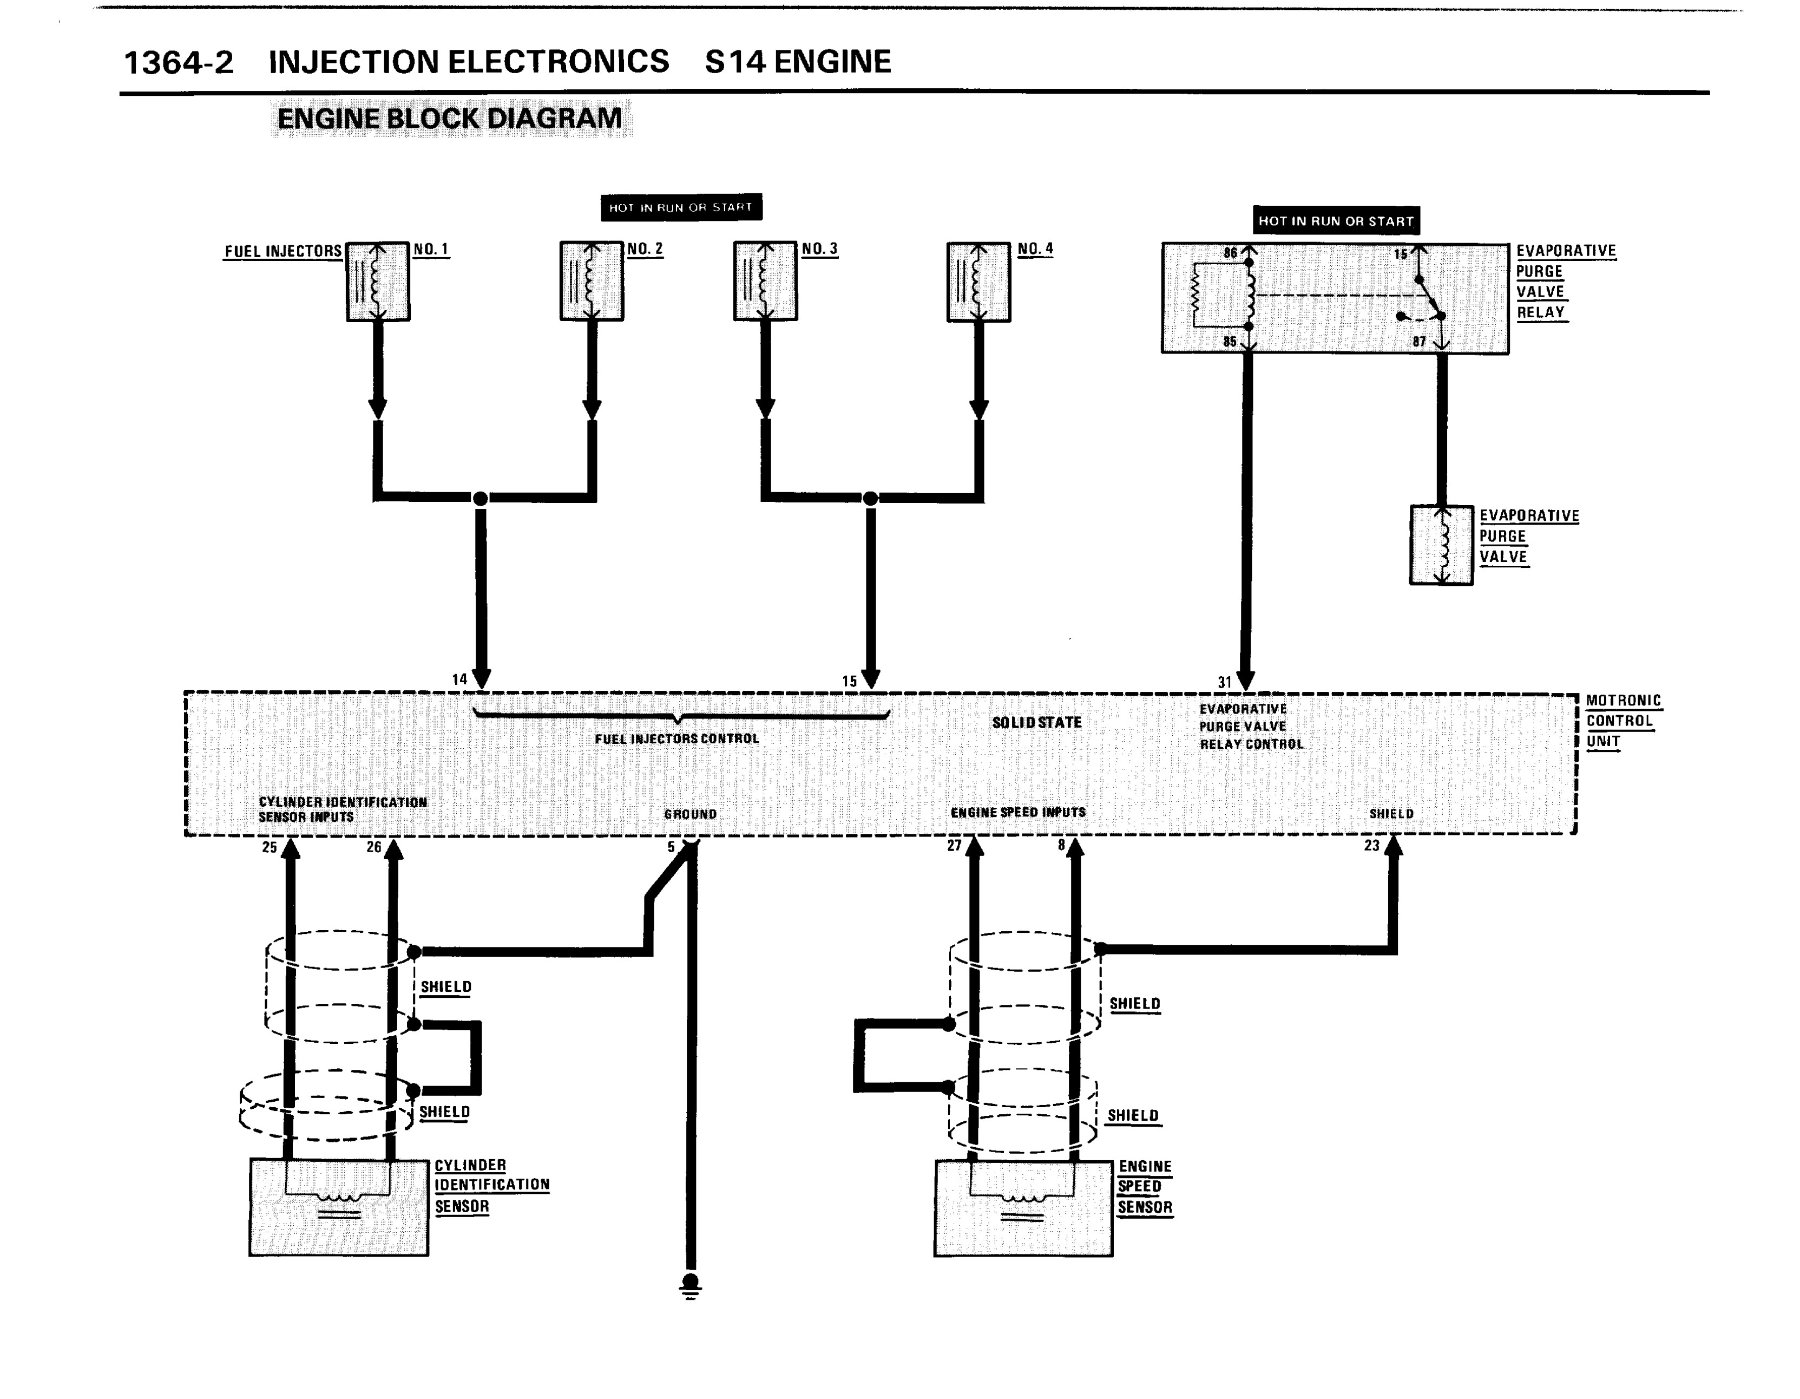 1364-2 INJECTION ELECTRONICS S14 ENGINE
ENGINE BLOCK DIAGRAM
HOT IN RUN OR START
HOT IN RUN OR START
FUEL INJECTORS
NO. 1
NO. 2
NO. 3
NO. 4
86
15
85
87
EVAPORATIVE
PURGE
VALVE
RELAY
EVAPORATIVE
PURGE
VALVE
14
15
31
MOTRONIC
CONTROL
UNIT
FUEL INJECTORS CONTROL
SOLID STATE
EVAPORATIVE
PURGE VALVE
RELAY CONTROL
CYLINDER IDENTIFICATION
SENSOR INPUTS
GROUND
ENGINE SPEED INPUTS
SHIELD
25
26
5
27
8
23
SHIELD
SHIELD
SHIELD
SHIELD
CYLINDER
IDENTIFICATION
SENSOR
ENGINE
SPEED
SENSOR